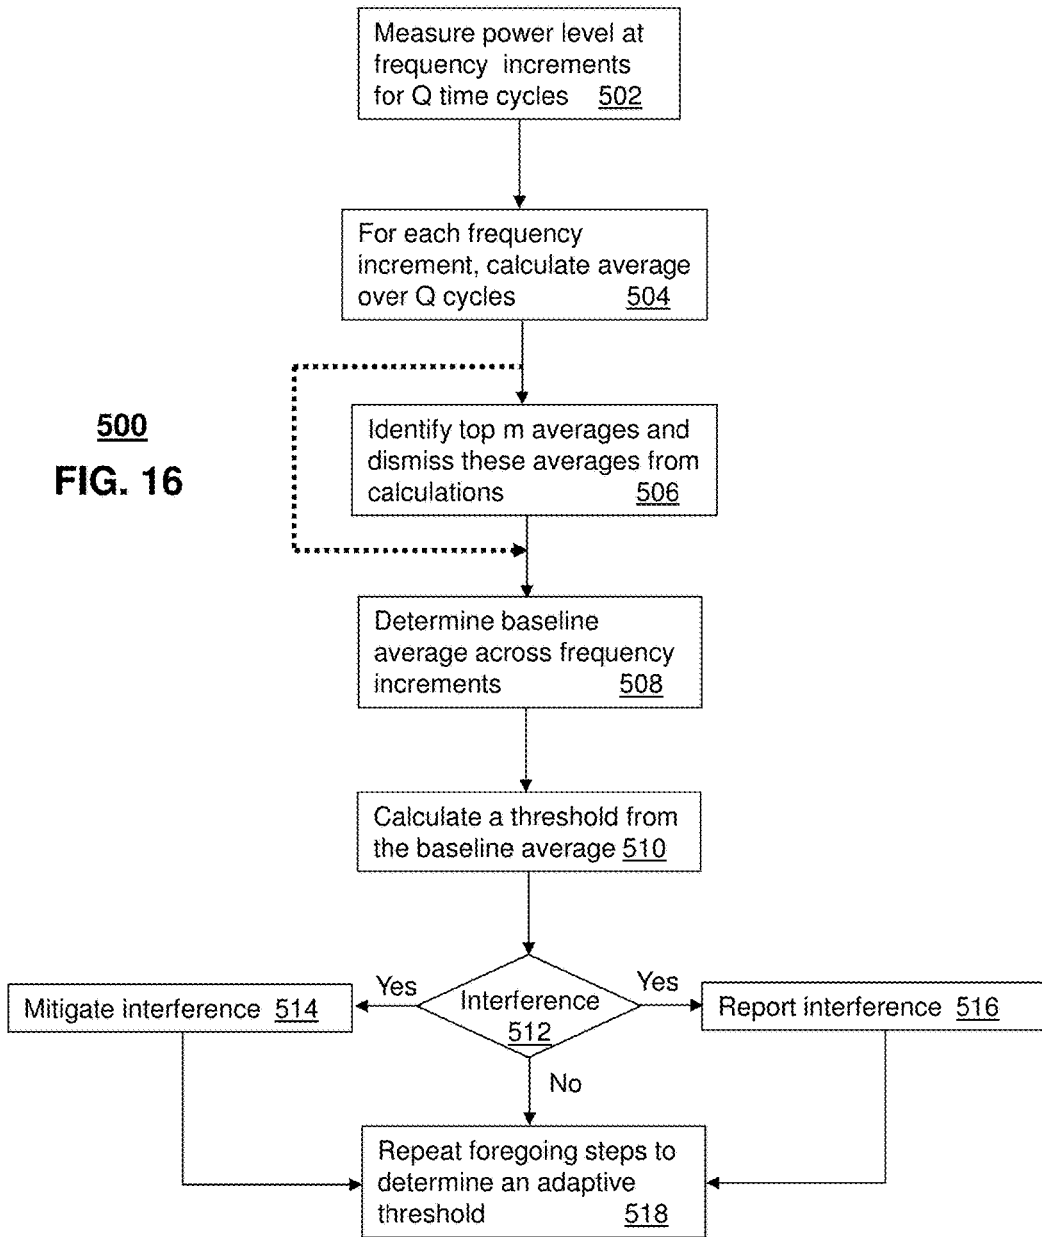 Measure power level at
frequency increments
for Q time cycles 502
For each frequency
increment, calculate average
over Q cycles 504
500
FIG. 16
Identify top m averages and
dismiss these averages from
calculations 506
Determine baseline
average across frequency
increments 508
Calculate a threshold from
the baseline average 510
Yes
Yes
Mitigate interference 514
Interference
512
Report interference 516
No
Repeat foregoing steps to
determine an adaptive
threshold 518